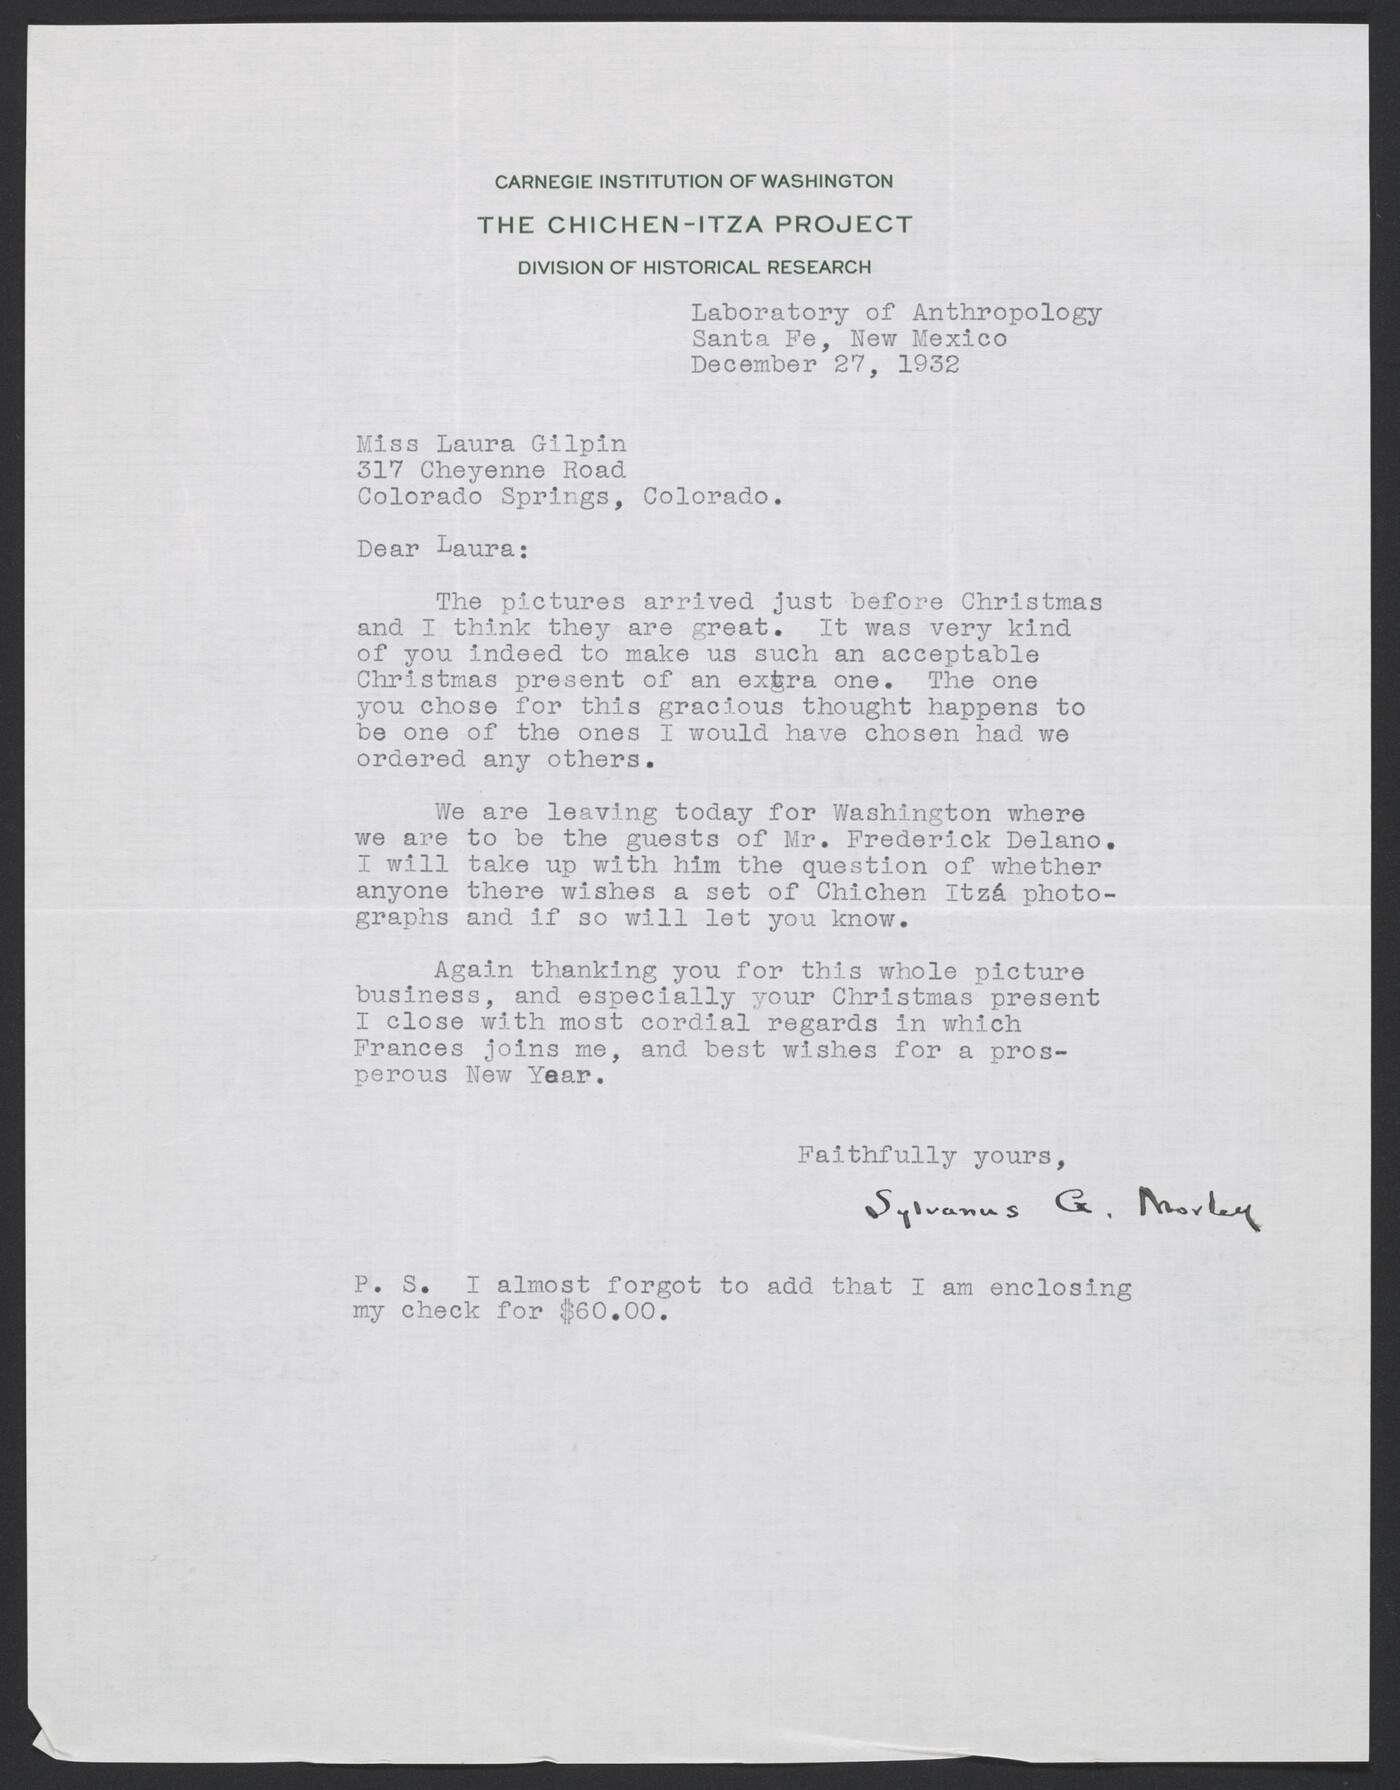 CARNEGIE INSTITUTION OF WASHINGTON
THE CHICHEN-ITZA PROJECT
DIVISION OF HISTORICAL RESEARCH
Laboratory of Anthropology
Santa Fe, New Mexico
December 27, 1932
Miss Laura Gilpin
317 Cheyenne Road
Colorado Springs, Colorado.
Dear Laura:
The pictures arrived just before Christmas
and I think they are great. It was very kind
of you indeed to make us such an acceptable
Christmas present of an extra one. The one
you chose for this gracious thought happens to
be one of the ones I would have chosen had we
ordered any others.
We are leaving today for Washington where
we are to be the guests of Mr. Frederick Delano.
I will take up with him the question of whether
anyone there wishes a set of Chichen Itzá photo-
graphs and if so will let you know.
Again thanking you for this whole picture
business, and especially your Christmas present
I close with most cordial regards in which
Frances joins me, and best wishes for a pros-
perous New Year.
Faithfully yours,
Sylvanus G. Morley
P. S. I almost forgot to add that I am enclosing
my check for $60.00.